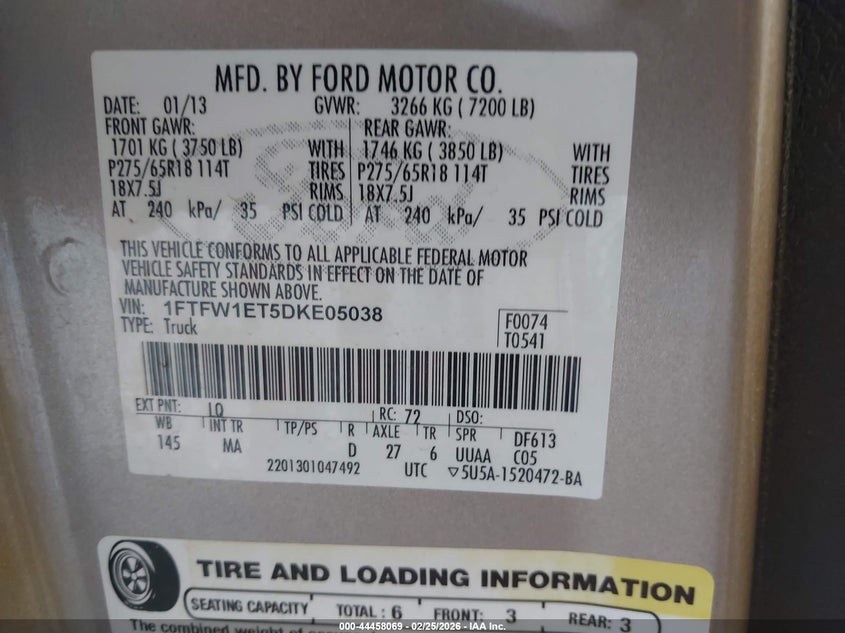 MFD. BY FORD MOTOR CO.
DATE: 01/13 GVWR: 3266 KG ( 7200 LB)
FRONT GAWR: REAR GAWR:
1701 KG ( 3750 LB) WITH 1746 KG ( 3850 LB) WITH
P275/65R18 114T TIRES P275/65R18 114T TIRES
18X7.5J RIMS 18X7.5J RIMS
AT 240 kPa/ 35 PSI COLD AT 240 kPa/ 35 PSI COLD
THIS VEHICLE CONFORMS TO ALL APPLICABLE FEDERAL MOTOR
VEHICLE SAFETY STANDARDS IN EFFECT ON THE DATE OF
MANUFACTURE SHOWN ABOVE.
VIN: 1FTFW1ET5DKE05038 F0074
TYPE: Truck T0541
EXT PNT: LQ RC: 72 DSO:
WB INT TR TP/PS R AXLE TR SPR DF613
145 MA D 27 6 UUAA C05
2201301047492 UTC ▽5U5A-1520472-BA
TIRE AND LOADING INFORMATION
SEATING CAPACITY TOTAL : 6 FRONT: 3 REAR: 3
The combined weight of
000-44458069 - 02/25/2026 - IAA Inc.